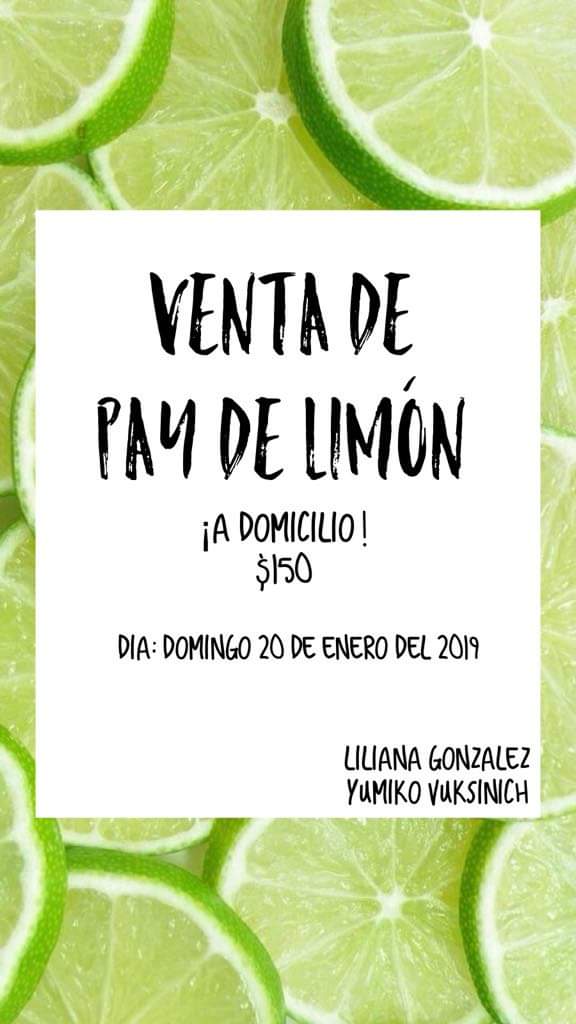 VENTA DE
PAY DE LIMÓN
¡A DOMICILIO!
$150
DIA: DOMINGO 20 DE ENERO DEL 2019
LILIANA GONZALEZ
YUMIKO VUKSINICH